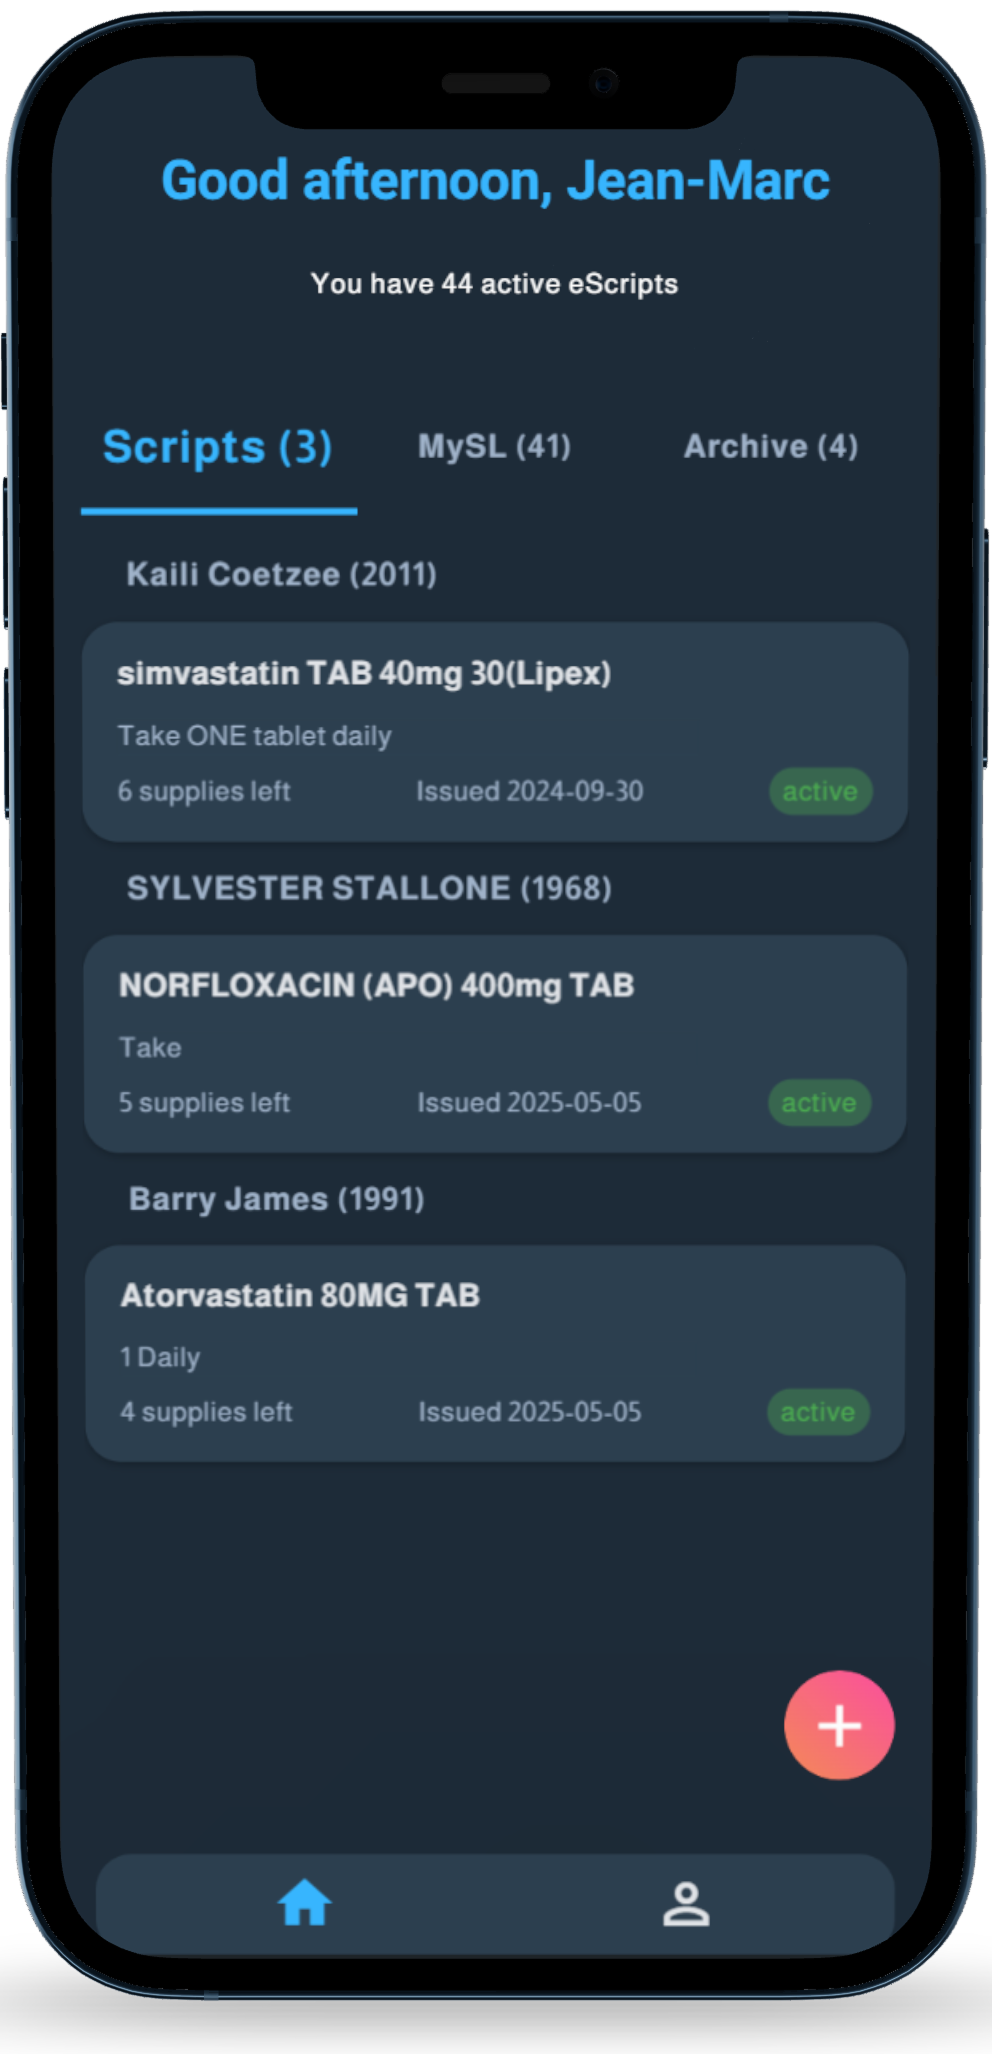 Good afternoon, Jean-Marc
You have 44 active eScripts
Scripts (3) MySL (41) Archive (4)
Kaili Coetzee (2011)
simvastatin TAB 40mg 30(Lipex)
Take ONE tablet daily
6 supplies left Issued 2024-09-30 active
SYLVESTER STALLONE (1968)
NORFLOXACIN (APO) 400mg TAB
Take
5 supplies left Issued 2025-05-05 active
Barry James (1991)
Atorvastatin 80MG TAB
1 Daily
4 supplies left Issued 2025-05-05 active